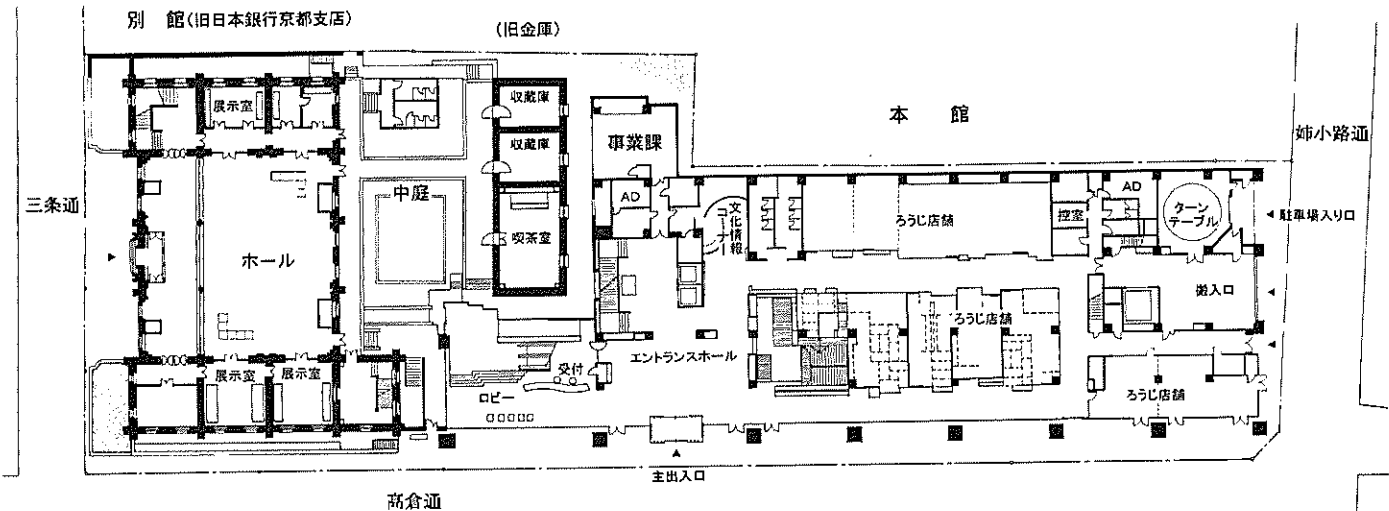 別 館(旧日本銀行京都支店)
(旧金庫)
本 館
姉小路通
三条通
展示室
収蔵庫
収蔵庫
事業課
中庭
AD
文化情報
コーナー
ろうじ店舗
控室
AD
ターン
テーブル
駐車場入り口
ホール
喫茶室
搬入口
ろうじ店舗
エントランスホール
展示室
展示室
受付
ロビー
ろうじ店舗
主出入口
高倉通